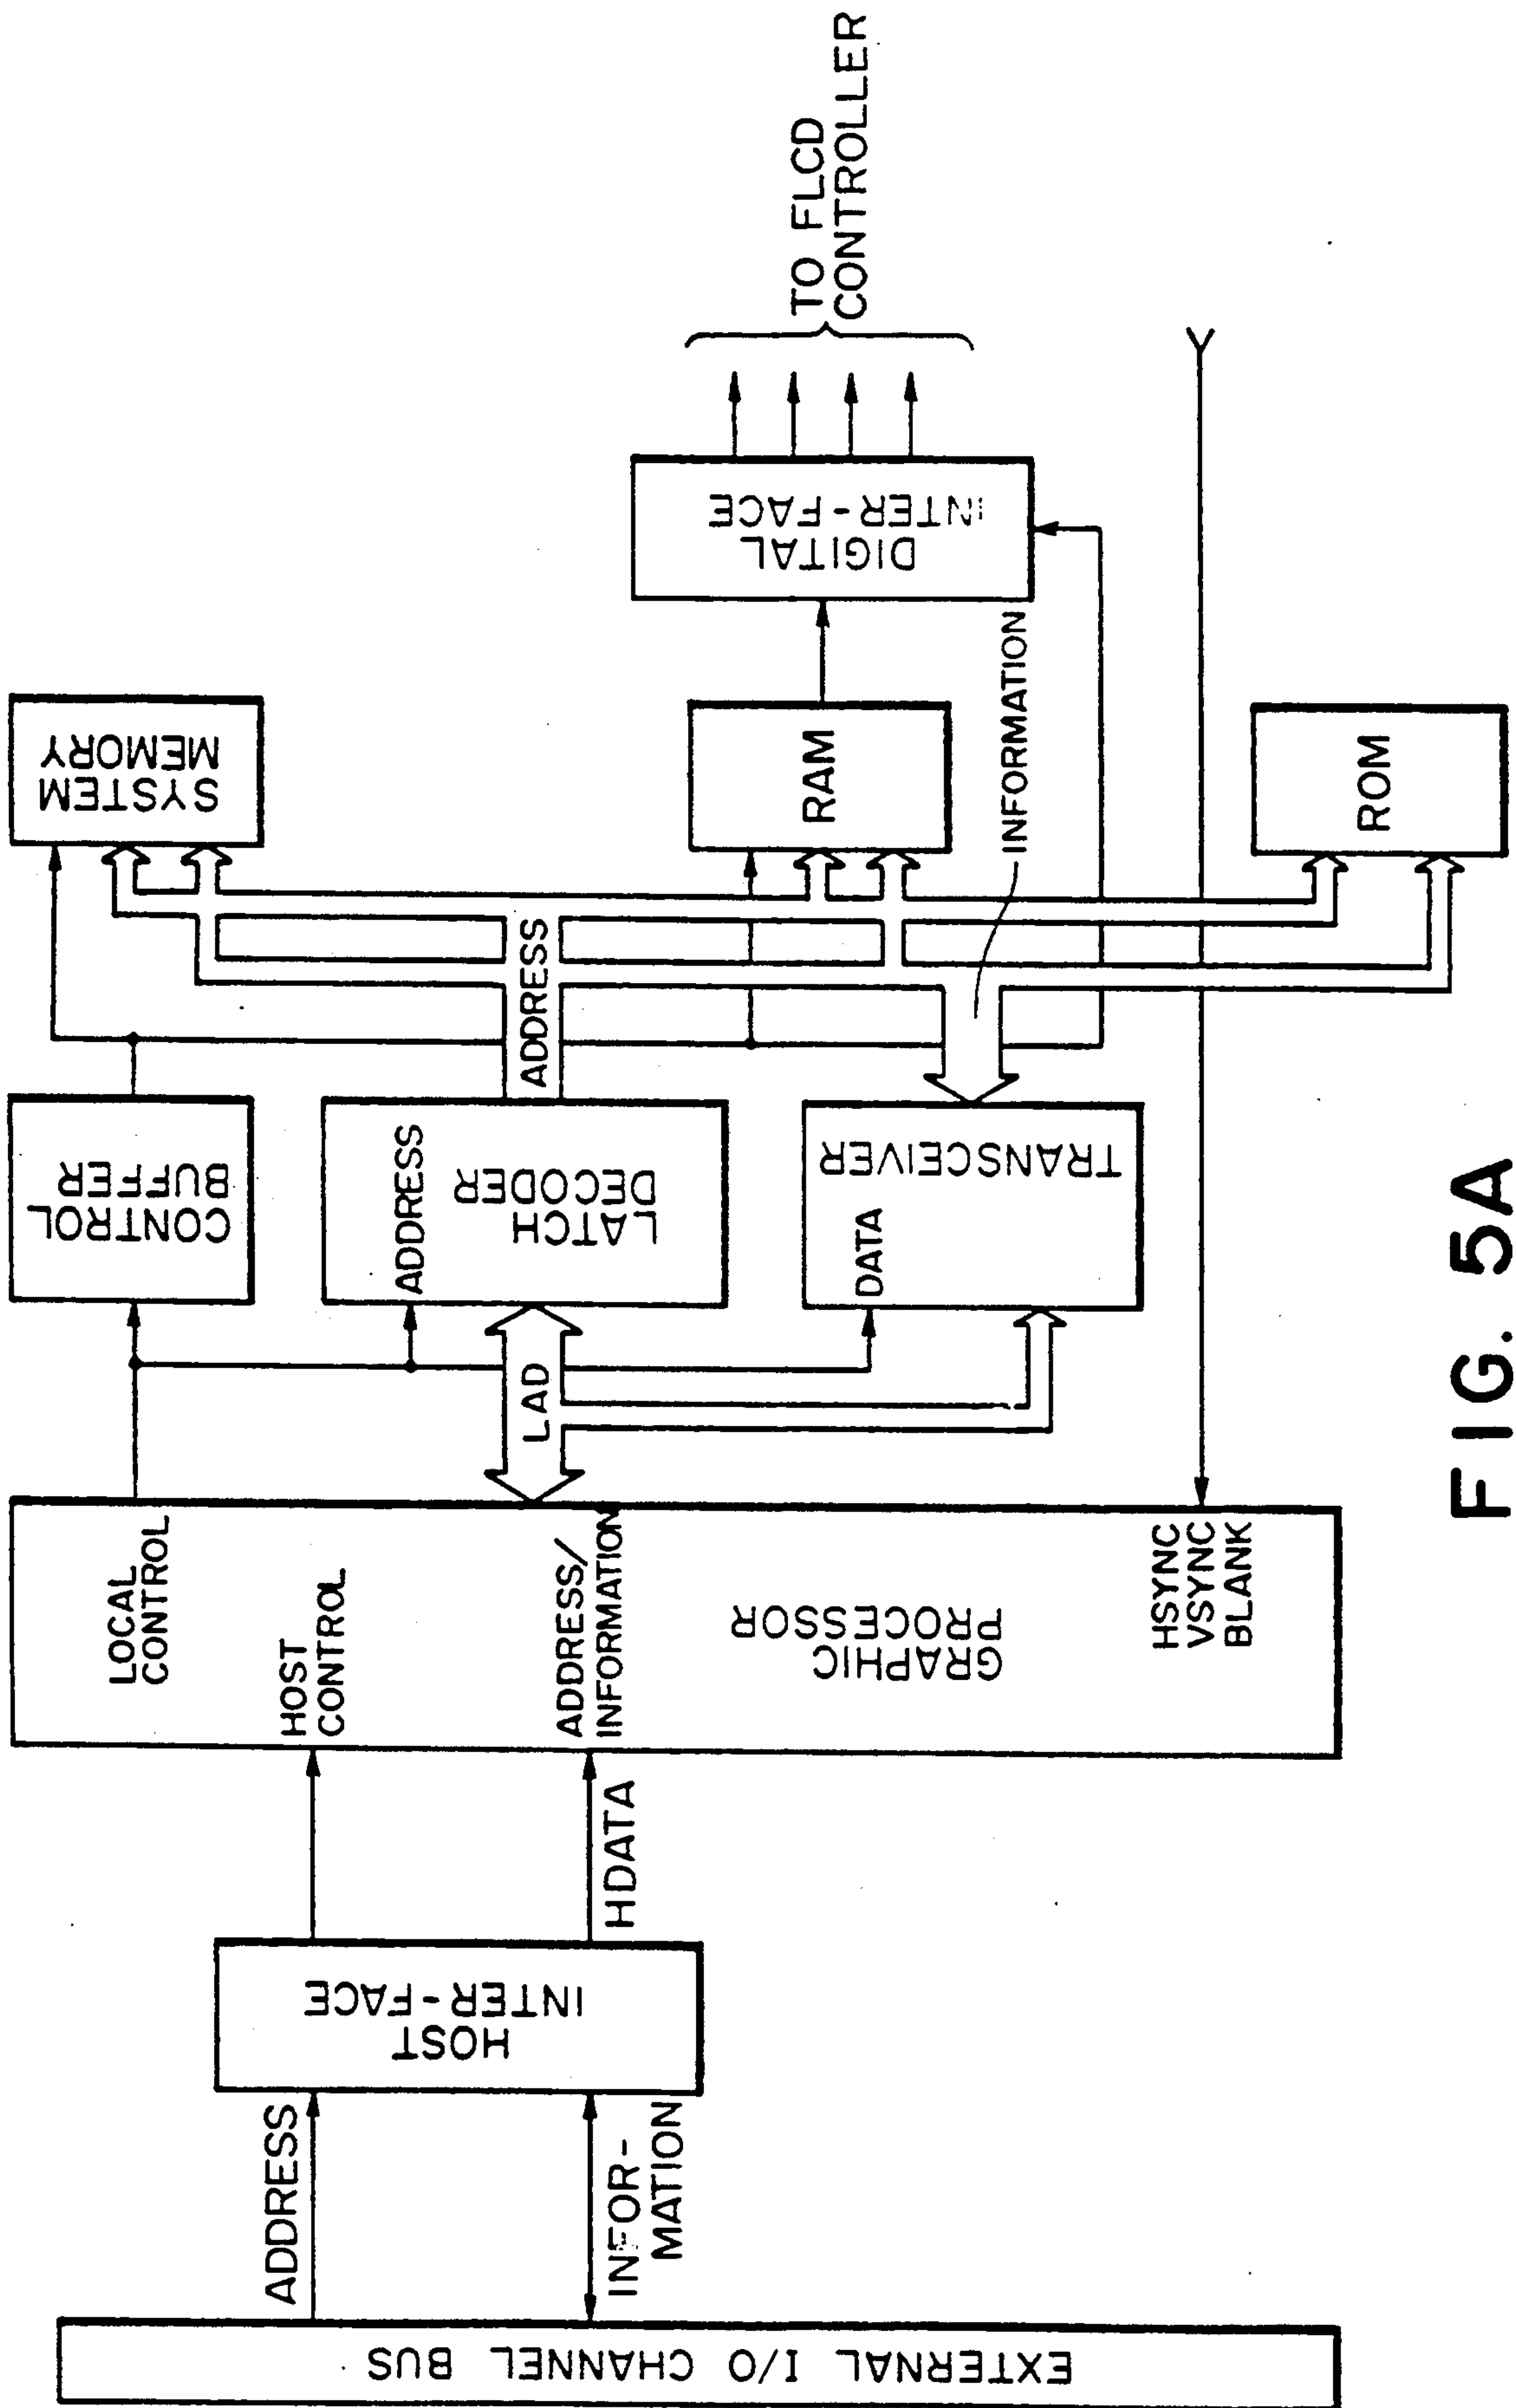 EXTERNAL I/O CHANNEL BUS
ADDRESS
INFOR-
MATION
HOST
INTER-FACE
HDATA
LOCAL
CONTROL
HOST
CONTROL
ADDRESS/
INFORMATION
GRAPHIC
PROCESSOR
HSYNC
VSYNC
BLANK
LAD
CONTROL
BUFFER
ADDRESS
LATCH
DECODER
DATA
TRANSCEIVER
ADDRESS
INFORMATION
SYSTEM
MEMORY
RAM
ROM
DIGITAL
INTER-FACE
TO FLCD
CONTROLLER
FIG. 5A